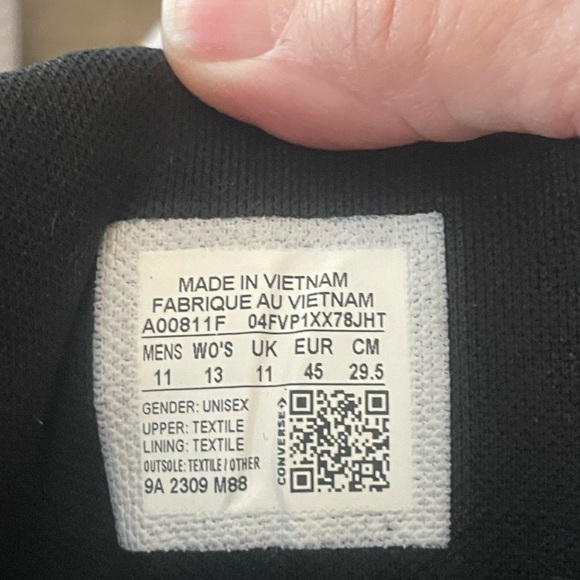 MADE IN VIETNAM
FABRIQUE AU VIETNAM
A00811F 04FVP1XX78JHT
MENS WO'S UK EUR CM
11 13 11 45 29.5
GENDER: UNISEX
UPPER: TEXTILE
LINING: TEXTILE
OUTSOLE: TEXTILE/OTHER
9A 2309 M88
CONVERSE